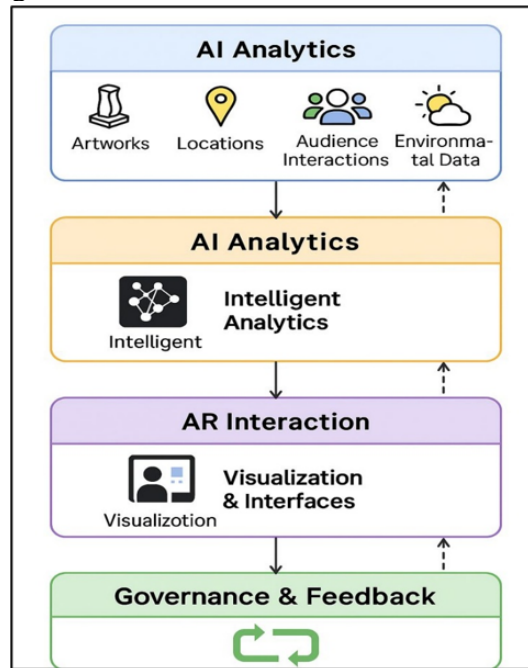 AI Analytics
Artworks
Locations
Audience
Interactions
Environma-
tal Data
AI Analytics
Intelligent
Intelligent
Analytics
AR Interaction
Visualizotion
Visualization
& Interfaces
Governance & Feedback